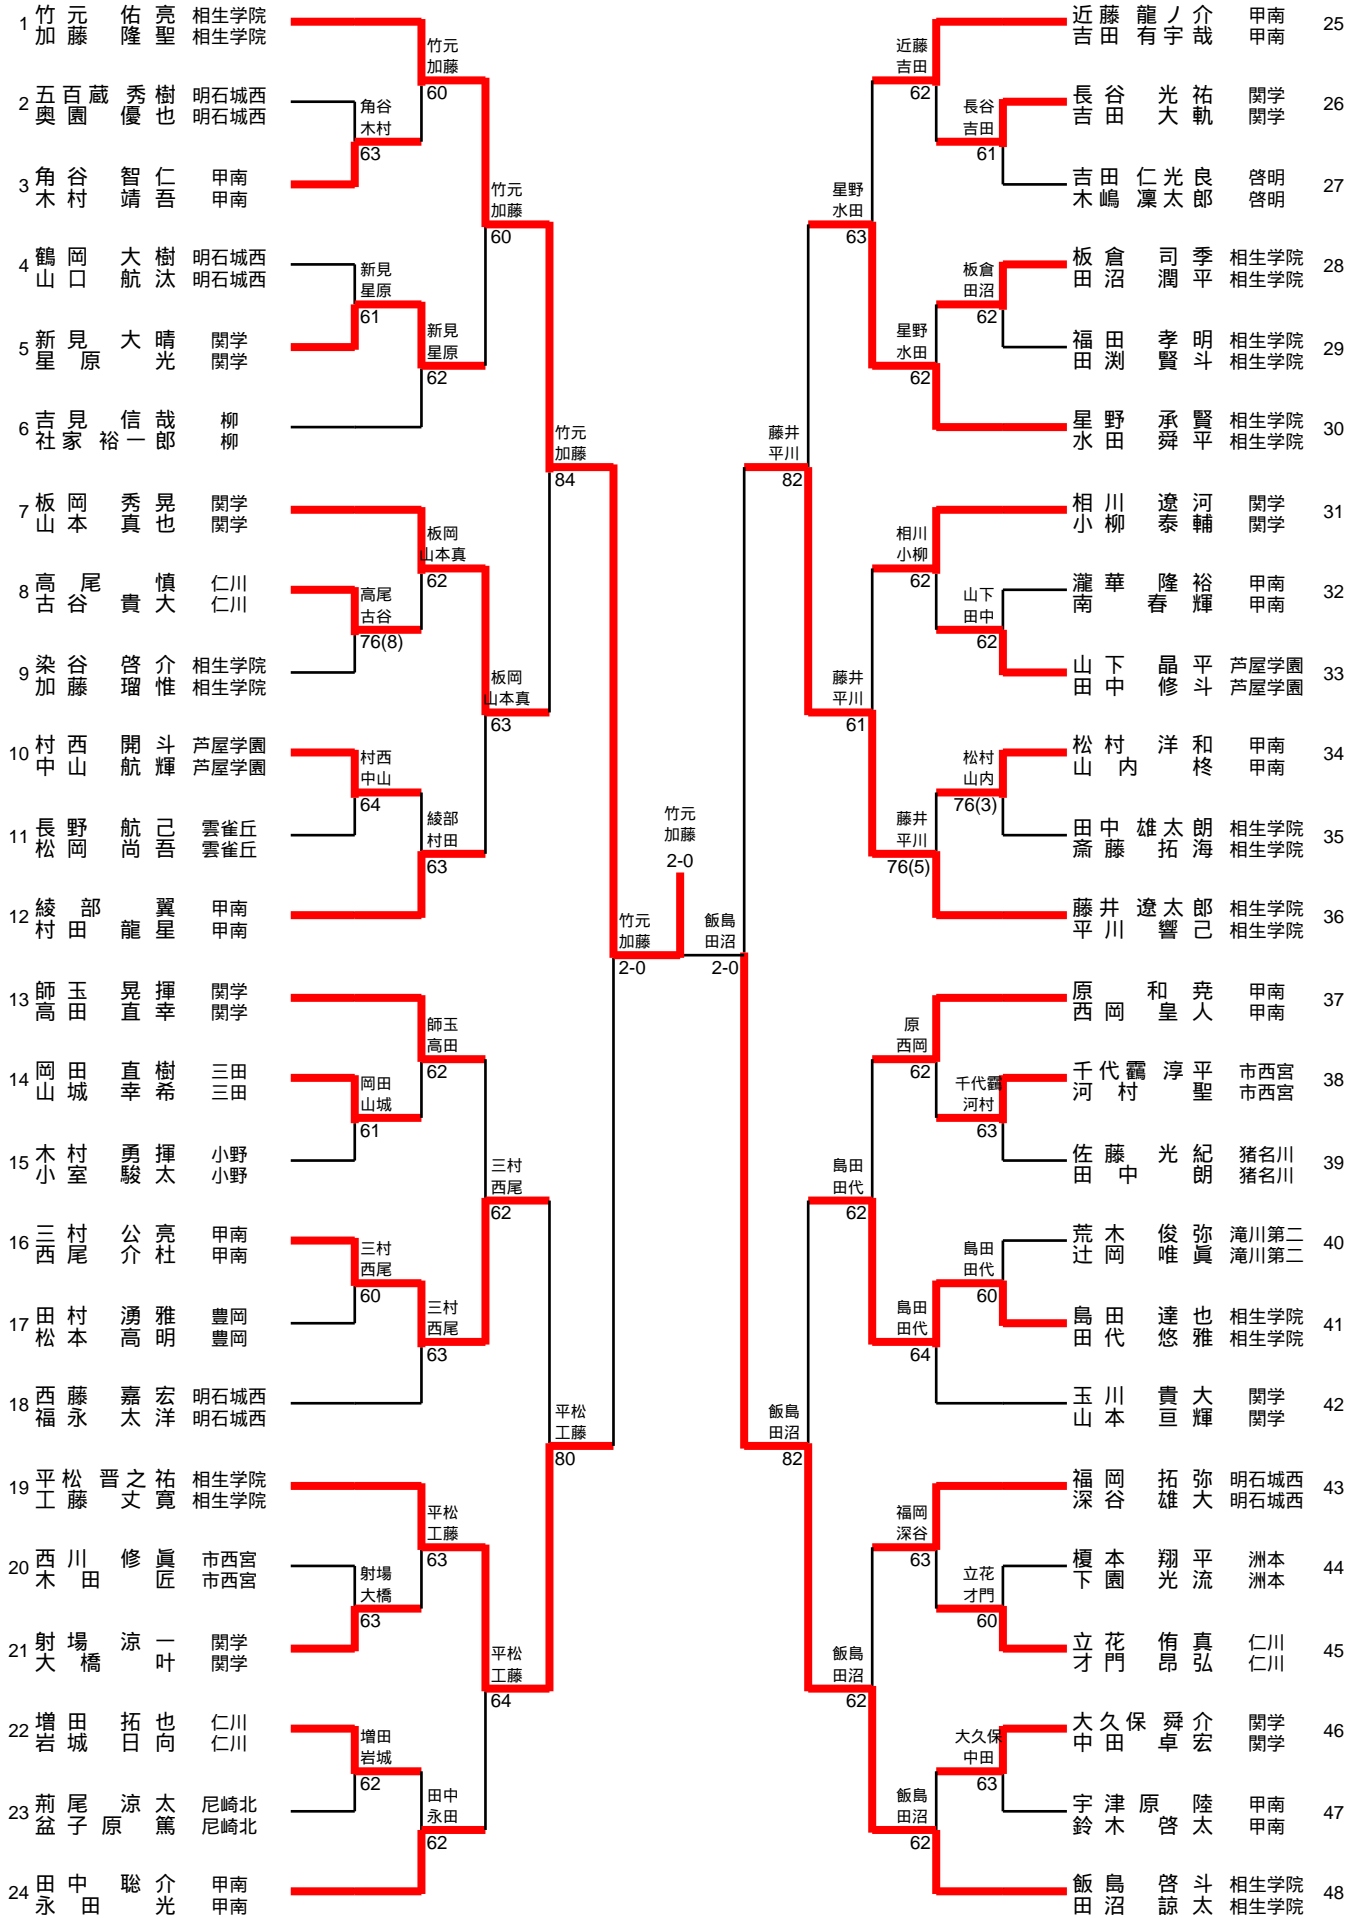 1 竹元 佑亮 相生学院
加藤 隆聖 相生学院
2 五百蔵 秀樹 明石城西
奥園 優也 明石城西
3 角谷 智仁 甲南
木村 靖吾 甲南
4 鶴岡 大樹 明石城西
山口 航汰 明石城西
5 新見 大晴 関学
星原 光 関学
6 吉見 信哉 柳
社家 裕一郎 柳
7 板岡 秀晃 関学
山本 真也 関学
8 高尾 慎 仁川
古谷 貴大 仁川
9 染谷 啓介 相生学院
加藤 瑠惟 相生学院
10 村西 開斗 芦屋学園
中山 航輝 芦屋学園
11 長野 航己 雲雀丘
松岡 尚吾 雲雀丘
12 綾部 翼 甲南
村田 龍星 甲南
13 師玉 晃揮 関学
高田 直幸 関学
14 岡田 直樹 三田
山城 幸希 三田
15 木村 勇揮 小野
小室 駿太 小野
16 三村 公亮 甲南
西尾 介杜 甲南
17 田村 湧雅 豊岡
松本 高明 豊岡
18 西藤 嘉宏 明石城西
福永 太洋 明石城西
19 平松 晋之祐 相生学院
工藤 丈寛 相生学院
20 西川 修眞 市西宮
木田 匠 市西宮
21 射場 涼一 関学
大橋 叶 関学
22 増田 拓也 仁川
岩城 日向 仁川
23 荊尾 涼太 尼崎北
盆子原 篤 尼崎北
24 田中 聡介 甲南
永田 光 甲南
角谷
木村
63
新見
星原
61
高尾
古谷
76(8)
村西
中山
64
岡田
山城
61
三村
西尾
60
射場
大橋
63
増田
岩城
62
竹元
加藤
60
新見
星原
62
板岡
山本真
62
綾部
村田
63
師玉
高田
62
三村
西尾
63
平松
工藤
63
田中
永田
62
竹元
加藤
60
板岡
山本真
63
三村
西尾
62
平松
工藤
64
竹元
加藤
84
平松
工藤
80
竹元
加藤
2-0
竹元
加藤
2-0
飯島
田沼
2-0
藤井
平川
82
飯島
田沼
82
星野
水田
63
藤井
平川
61
島田
田代
62
飯島
田沼
62
近藤
吉田
62
星野
水田
62
相川
小柳
62
藤井
平川
76(5)
原
西岡
62
島田
田代
64
福岡
深谷
63
飯島
田沼
62
長谷
吉田
61
板倉
田沼
62
山下
田中
62
松村
山内
76(3)
千代靏
河村
63
島田
田代
60
立花
才門
60
大久保
中田
63
近藤 龍ノ介 甲南 25
吉田 有宇哉 甲南
長谷 光祐 関学 26
吉田 大軌 関学
吉田 仁光良 啓明 27
木嶋 凜太郎 啓明
板倉 司季 相生学院 28
田沼 潤平 相生学院
福田 孝明 相生学院 29
田渕 賢斗 相生学院
星野 承賢 相生学院 30
水田 舜平 相生学院
相川 遼河 関学 31
小柳 泰輔 関学
瀧華 隆裕 甲南 32
南 春輝 甲南
山下 晶平 芦屋学園 33
田中 修斗 芦屋学園
松村 洋和 甲南 34
山内 柊 甲南
田中 雄太朗 相生学院 35
斎藤 拓海 相生学院
藤井 遼太郎 相生学院 36
平川 響己 相生学院
原 和尭 甲南 37
西岡 皇人 甲南
千代靏 淳平 市西宮 38
河村 聖 市西宮
佐藤 光紀 猪名川 39
田中 朗 猪名川
荒木 俊弥 滝川第二 40
辻岡 唯眞 滝川第二
島田 達也 相生学院 41
田代 悠雅 相生学院
玉川 貴大 関学 42
山本 亘輝 関学
福岡 拓弥 明石城西 43
深谷 雄大 明石城西
榎本 翔平 洲本 44
下園 光流 洲本
立花 侑真 仁川 45
才門 昂弘 仁川
大久保 舜介 関学 46
中田 卓宏 関学
宇津原 陸 甲南 47
鈴木 啓太 甲南
飯島 啓斗 相生学院 48
田沼 諒太 相生学院